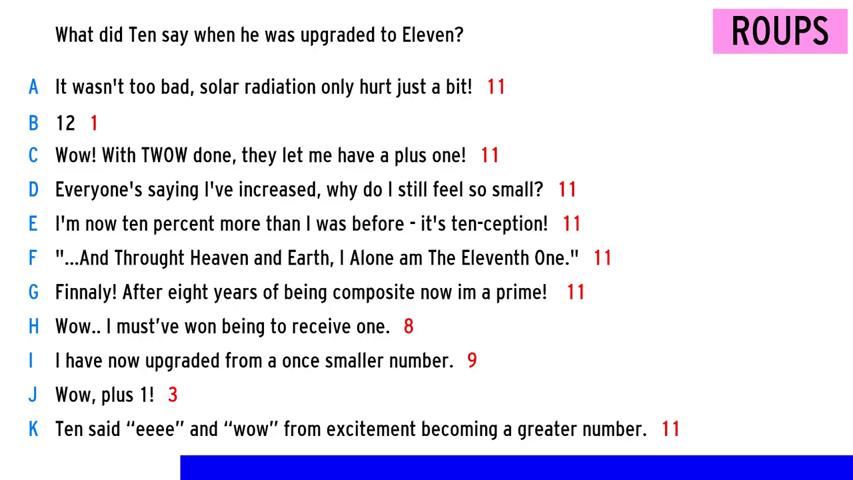 What did Ten say when he was upgraded to Eleven?
ROUPS
A It wasn't too bad, solar radiation only hurt just a bit! 11
B 12 1
C Wow! With TWOW done, they let me have a plus one! 11
D Everyone's saying I've increased, why do I still feel so small? 11
E I'm now ten percent more than I was before - it's ten-ception! 11
F "...And Throught Heaven and Earth, I Alone am The Eleventh One." 11
G Finnaly! After eight years of being composite now im a prime! 11
H Wow.. I must’ve won being to receive one. 8
I I have now upgraded from a once smaller number. 9
J Wow, plus 1! 3
K Ten said “eeee” and “wow” from excitement becoming a greater number. 11